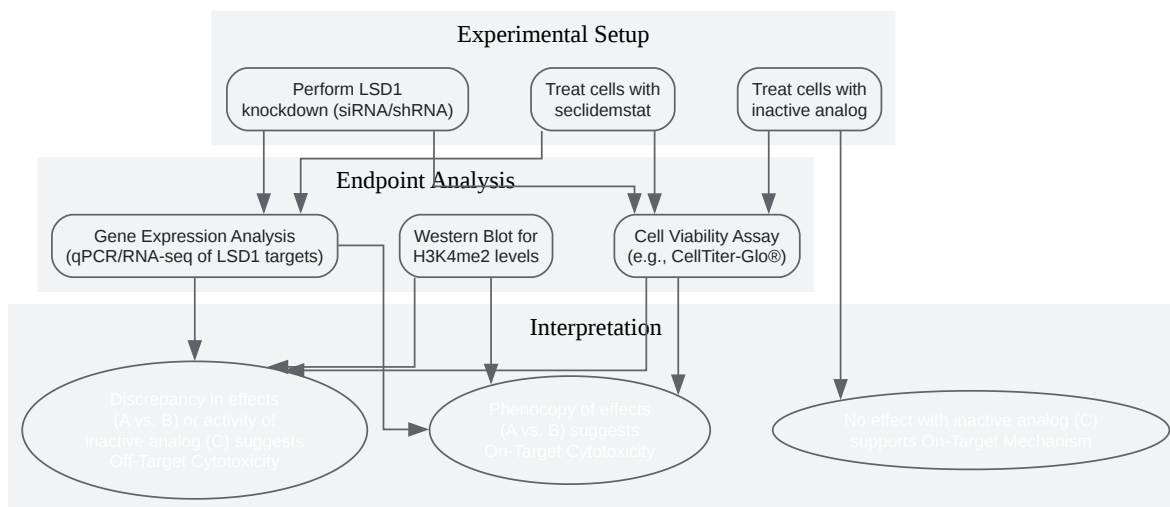 Experimental Setup
Perform LSD1
knockdown (siRNA/shRNA)
Treat cells with
seclidemstat
Treat cells with
inactive analog
Endpoint Analysis
Gene Expression Analysis
(qPCR/RNA-seq of LSD1 targets)
Western Blot for
H3K4me2 levels
Cell Viability Assay
(e.g., CellTiter-Glo®)
Interpretation
Discrepancy in effects
(A vs. B) or activity of
inactive analog (C) suggests
Off-Target Cytotoxicity
Phenocopy of effects
(A vs. B) suggests
On-Target Cytotoxicity
No effect with inactive analog (C)
supports On-Target Mechanism